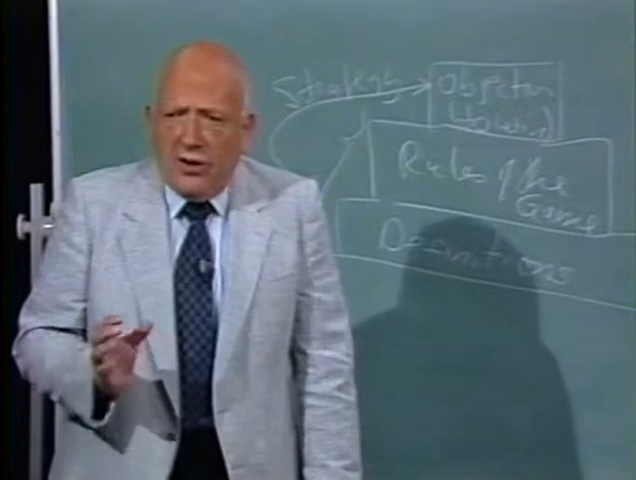 Strategy
Objective
Rules of the
Game
Definitions